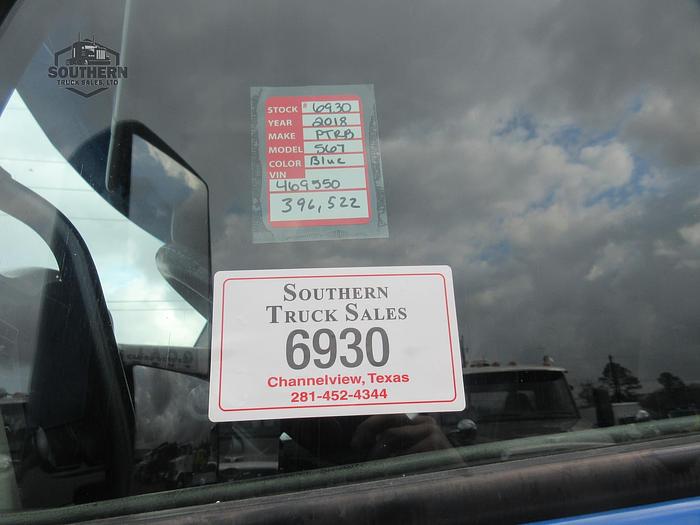 SOUTHERN
TRUCK SALES, LTD
STOCK # 6930
YEAR 2018
MAKE PTRB
MODEL 567
COLOR Blue
VIN
469550
396,522
SOUTHERN
TRUCK SALES
6930
Channelview, Texas
281-452-4344